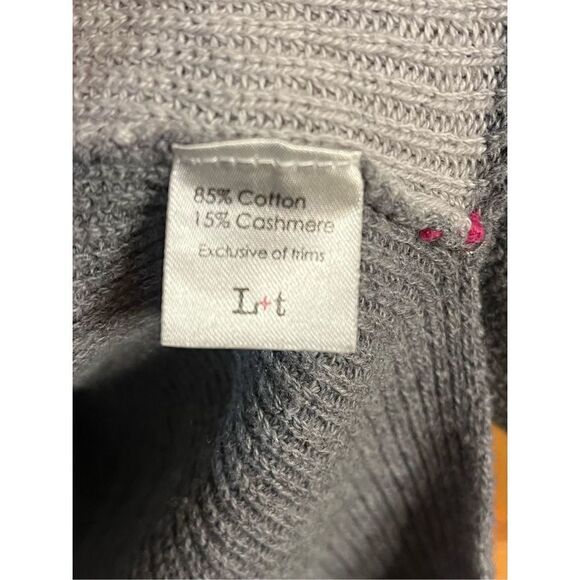 85% Cotton
15% Cashmere
Exclusive of trims
L+t